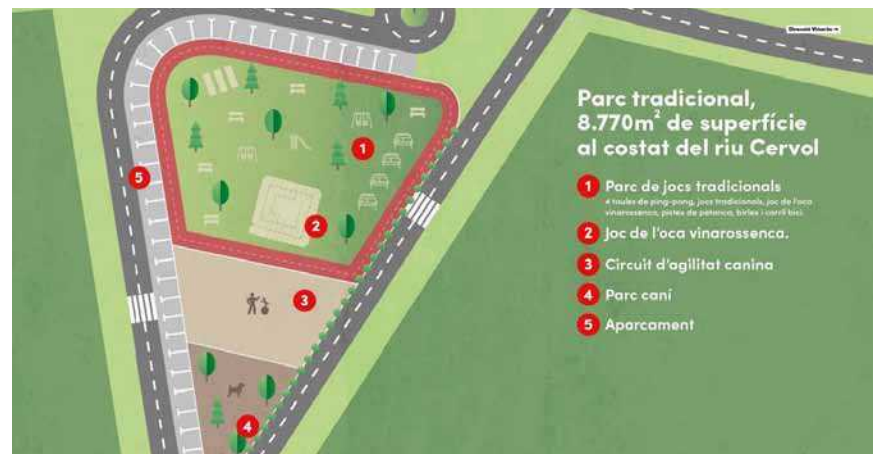 Direcció Vinaròs
Parc tradicional,
8.770m² de superfície
al costat del riu Cervol
1 Parc de jocs tradicionals
4 taules de ping-pong, jocs tradicionals, joc de l'oca
vinarossenca, pistes de petanca, birles i carril bici.
2 Joc de l'oca vinarossenca.
3 Circuit d'agilitat canina
4 Parc caní
5 Aparcament
1
5
2
3
4